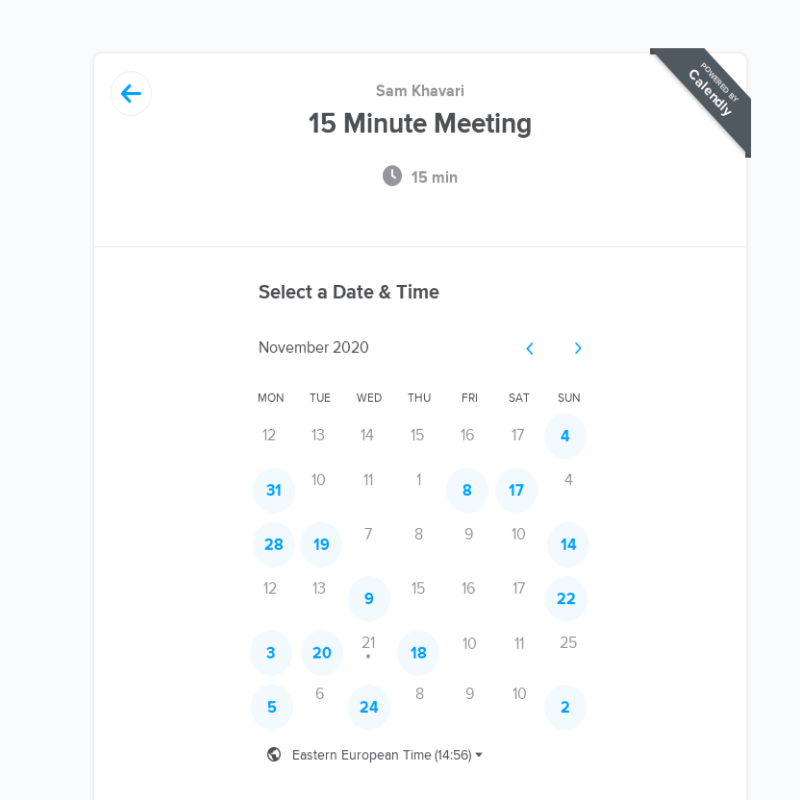 POWERED BY
Calendly
Sam Khavari
15 Minute Meeting
15 min
Select a Date & Time
November 2020
MON TUE WED THU FRI SAT SUN
12 13 14 15 16 17 4
31 10 11 1 8 17 4
28 19 7 8 9 10 14
12 13 9 15 16 17 22
3 20 21 18 10 11 25
5 6 24 8 9 10 2
Eastern European Time (14:56)